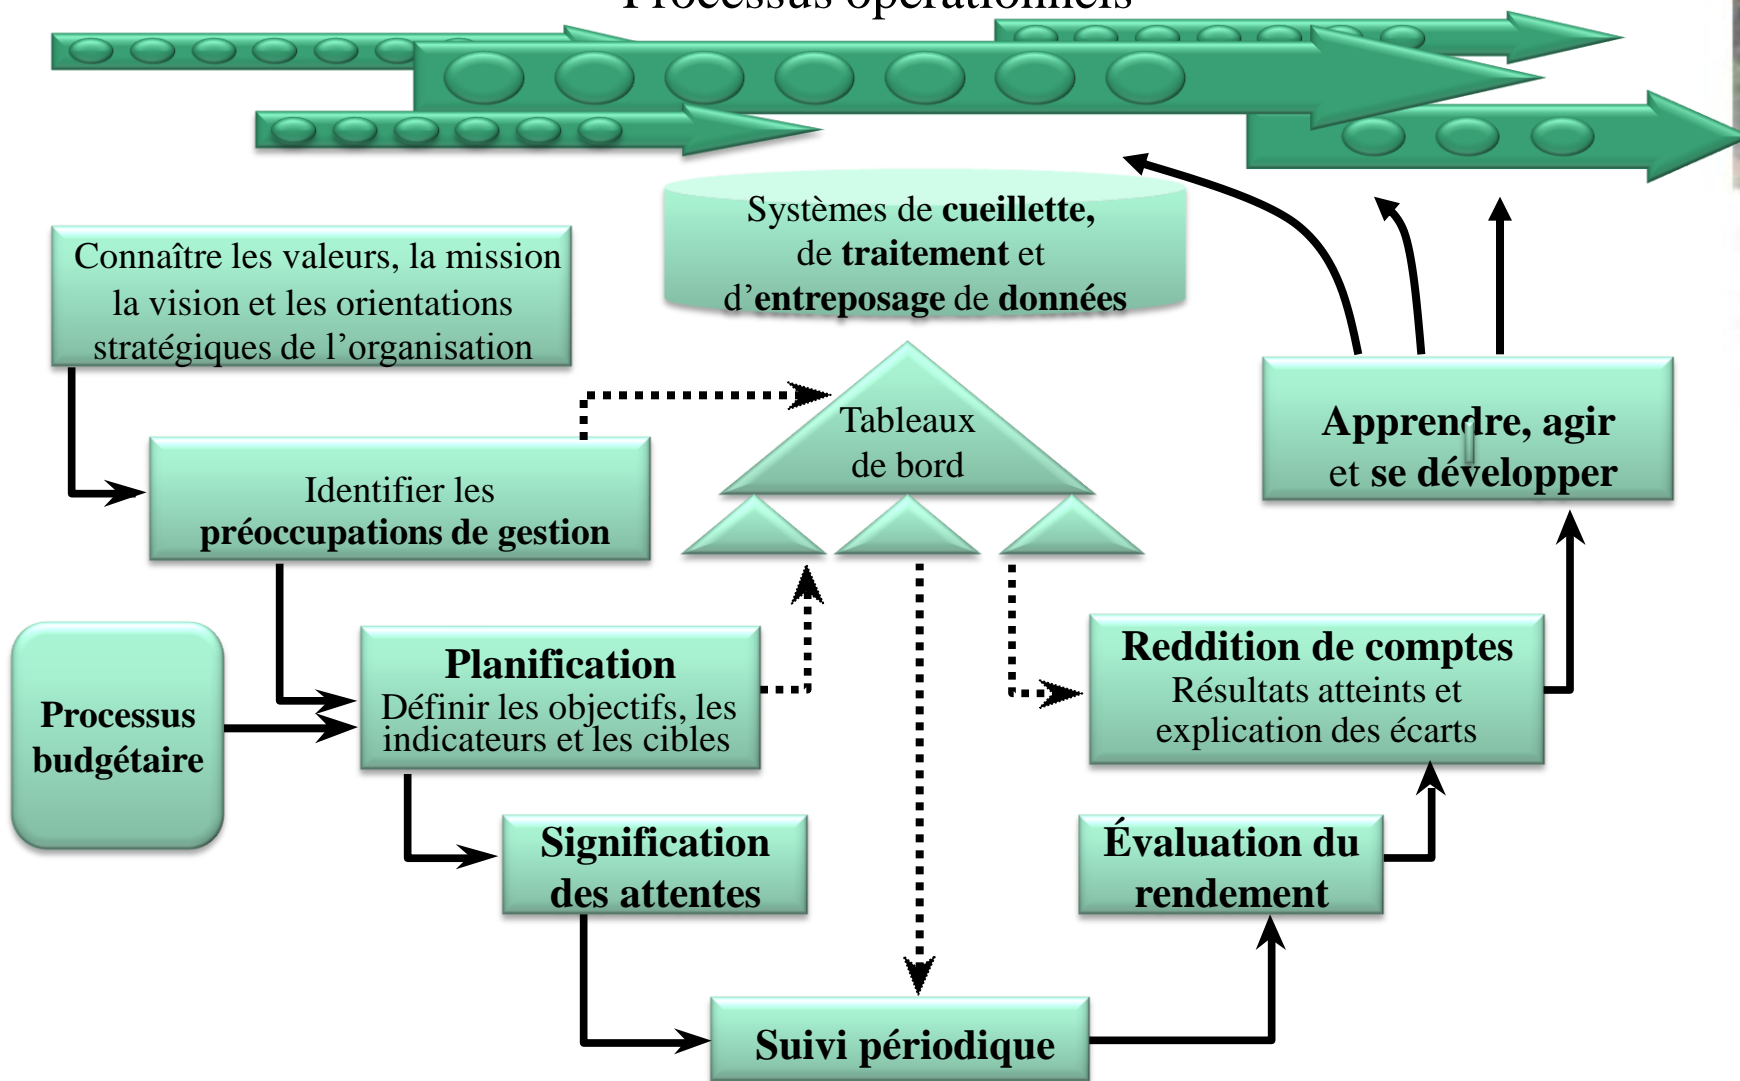 Processus opérationnels
Systèmes de cueillette,
de traitement et
d’entreposage de données
Connaître les valeurs, la mission
la vision et les orientations
stratégiques de l’organisation
Tableaux
de bord
Apprendre, agir
et se développer
Identifier les
préoccupations de gestion
Planification
Définir les objectifs, les
indicateurs et les cibles
Reddition de comptes
Résultats atteints et
explication des écarts
Processus
budgétaire
Signification
des attentes
Évaluation du
rendement
Suivi périodique